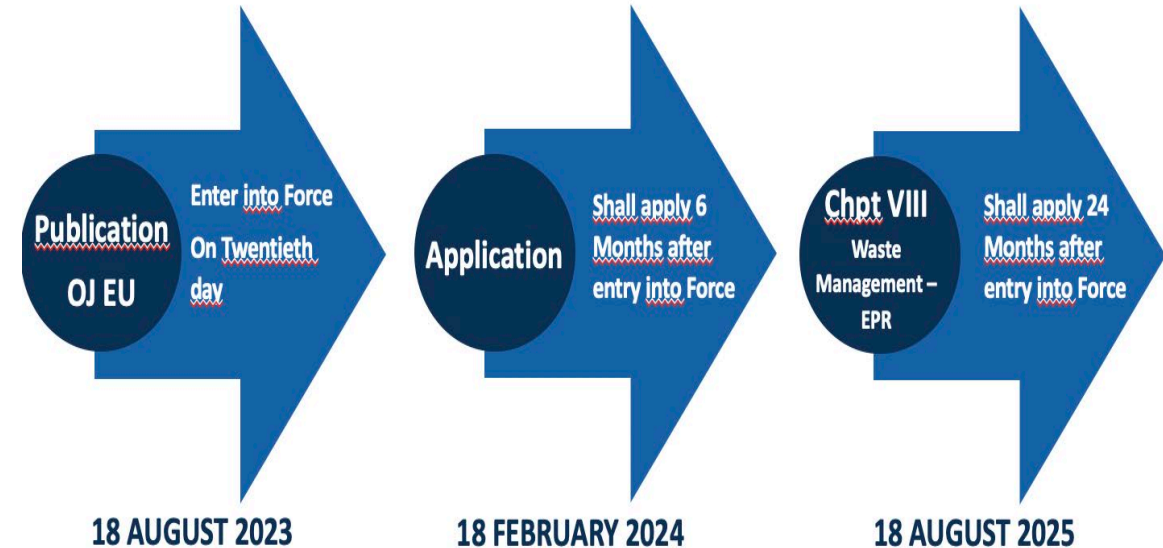 Publication
OJ EU
Enter into Force
On Twentieth
day
18 AUGUST 2023
Application
Shall apply 6
Months after
entry into Force
18 FEBRUARY 2024
Chpt VIII
Waste
Management –
EPR
Shall apply 24
Months after
entry into Force
18 AUGUST 2025